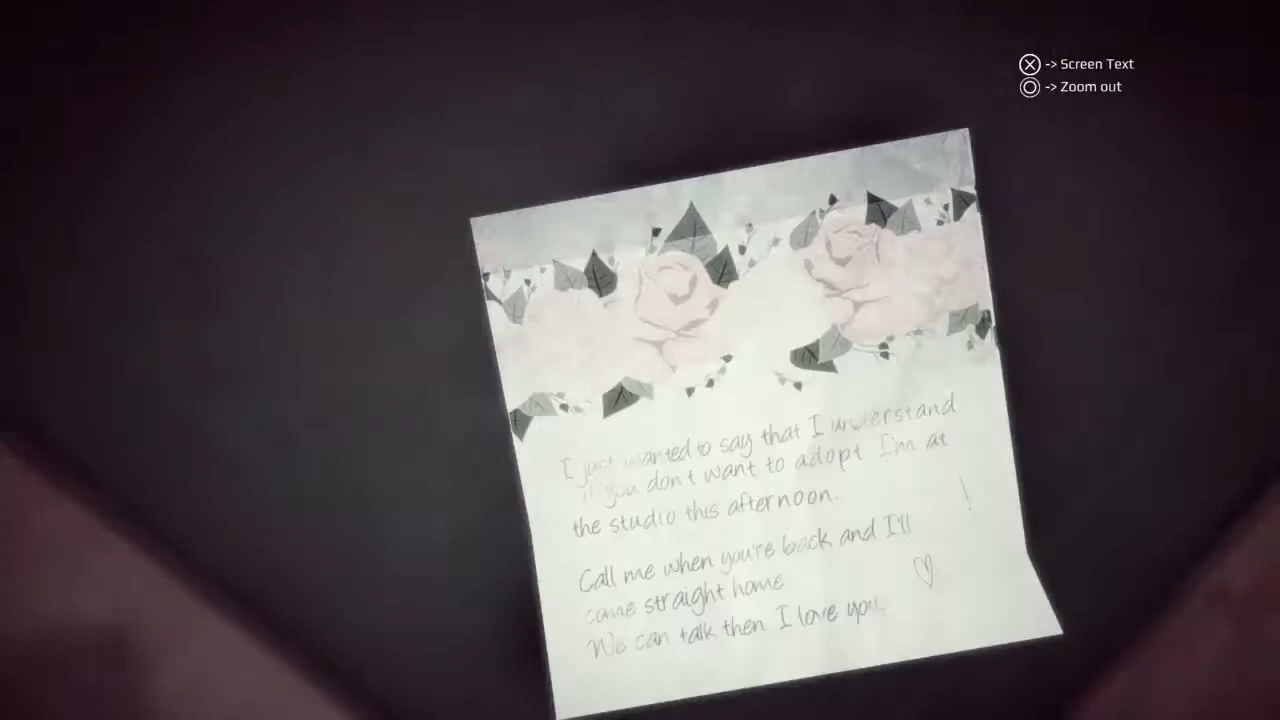 Ⓧ -> Screen Text
◯ -> Zoom out
I just wanted to say that I understand
if you don't want to adopt I'm at
the studio this afternoon.
!
Call me when you're back and I'll
come straight home
We can talk then I love you
♡